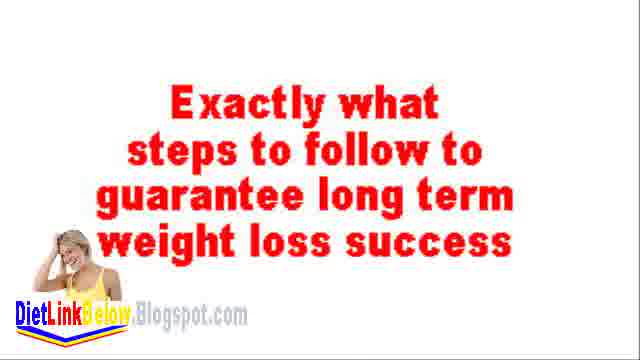 Exactly what
steps to follow to
guarantee long term
weight loss success
DietLinkBelow.Blogspot.com